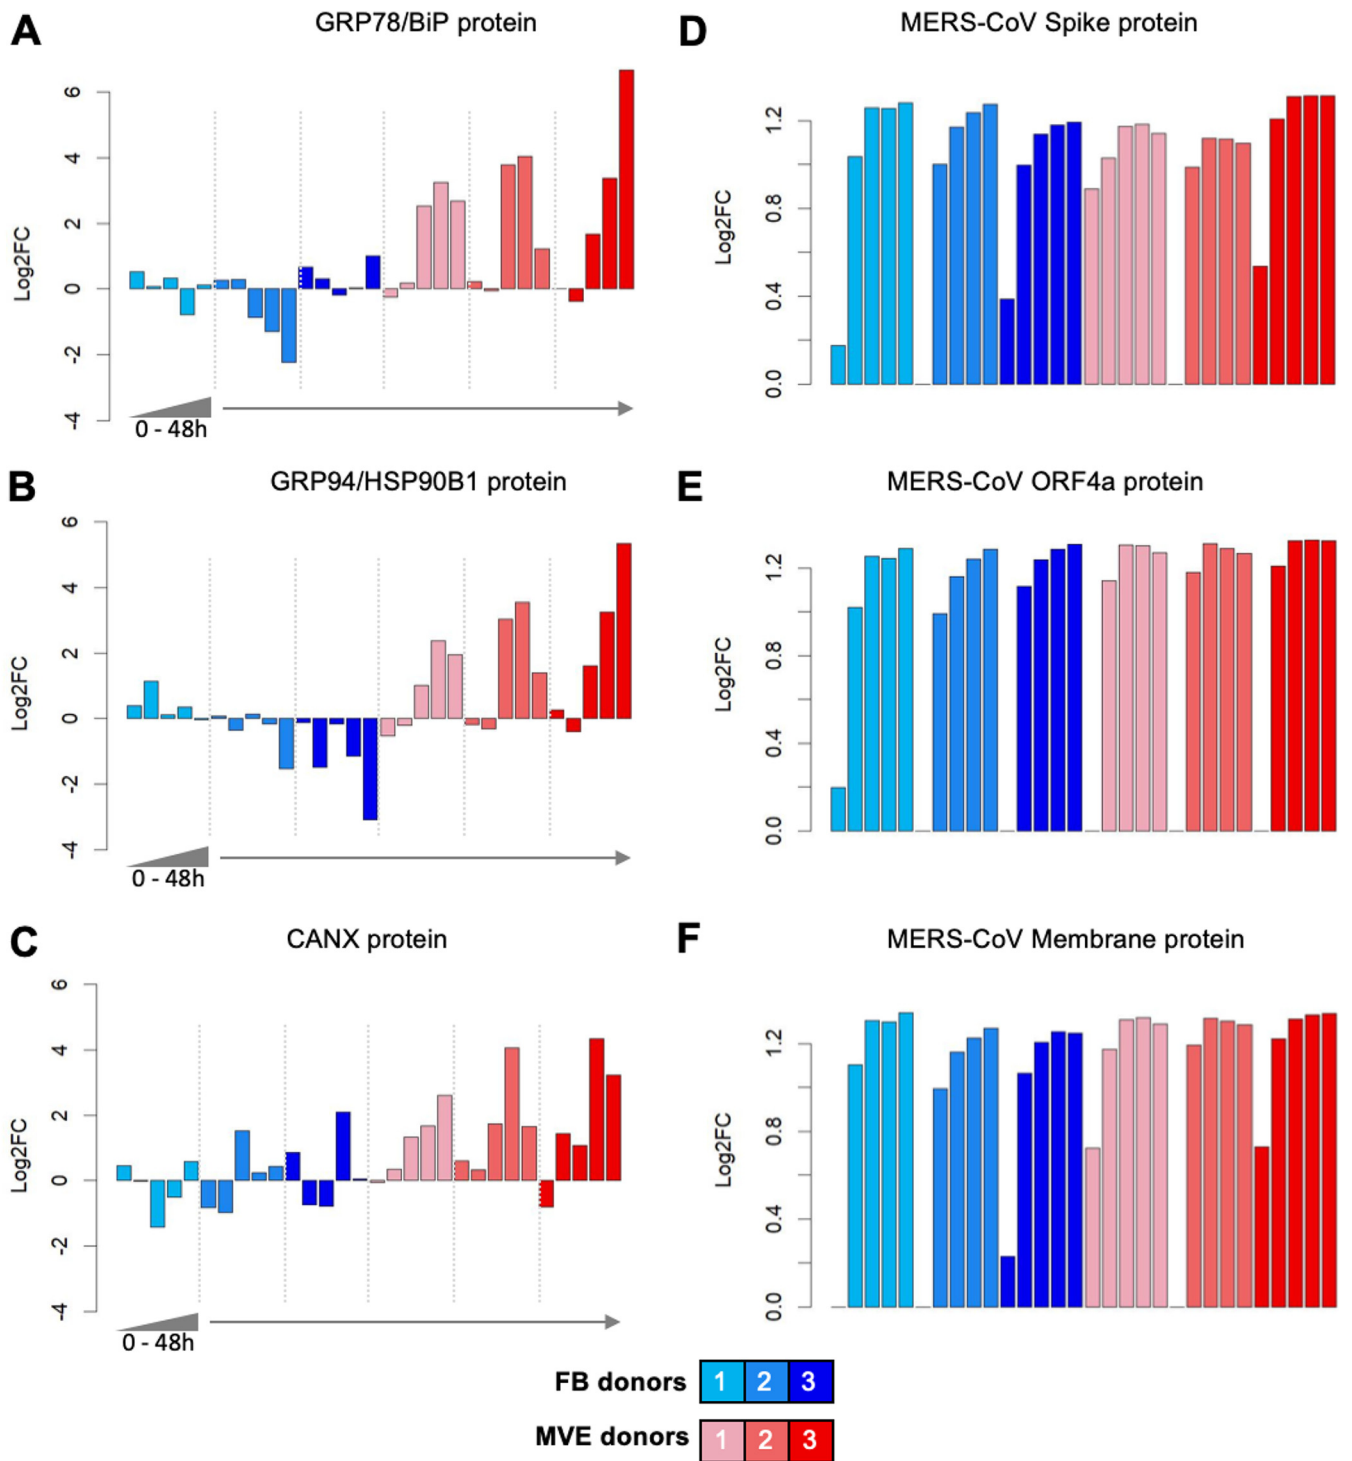 A
GRP78/BiP protein
Log2FC
6
4
2
0
-2
-4
0 - 48h
D
MERS-CoV Spike protein
Log2FC
1.2
0.8
0.4
0.0
B
GRP94/HSP90B1 protein
Log2FC
6
4
2
0
-2
-4
0 - 48h
E
MERS-CoV ORF4a protein
Log2FC
1.2
0.8
0.4
0.0
C
CANX protein
Log2FC
6
4
2
0
-2
-4
0 - 48h
F
MERS-CoV Membrane protein
Log2FC
1.2
0.8
0.4
0.0
FB donors 1 2 3
MVE donors 1 2 3